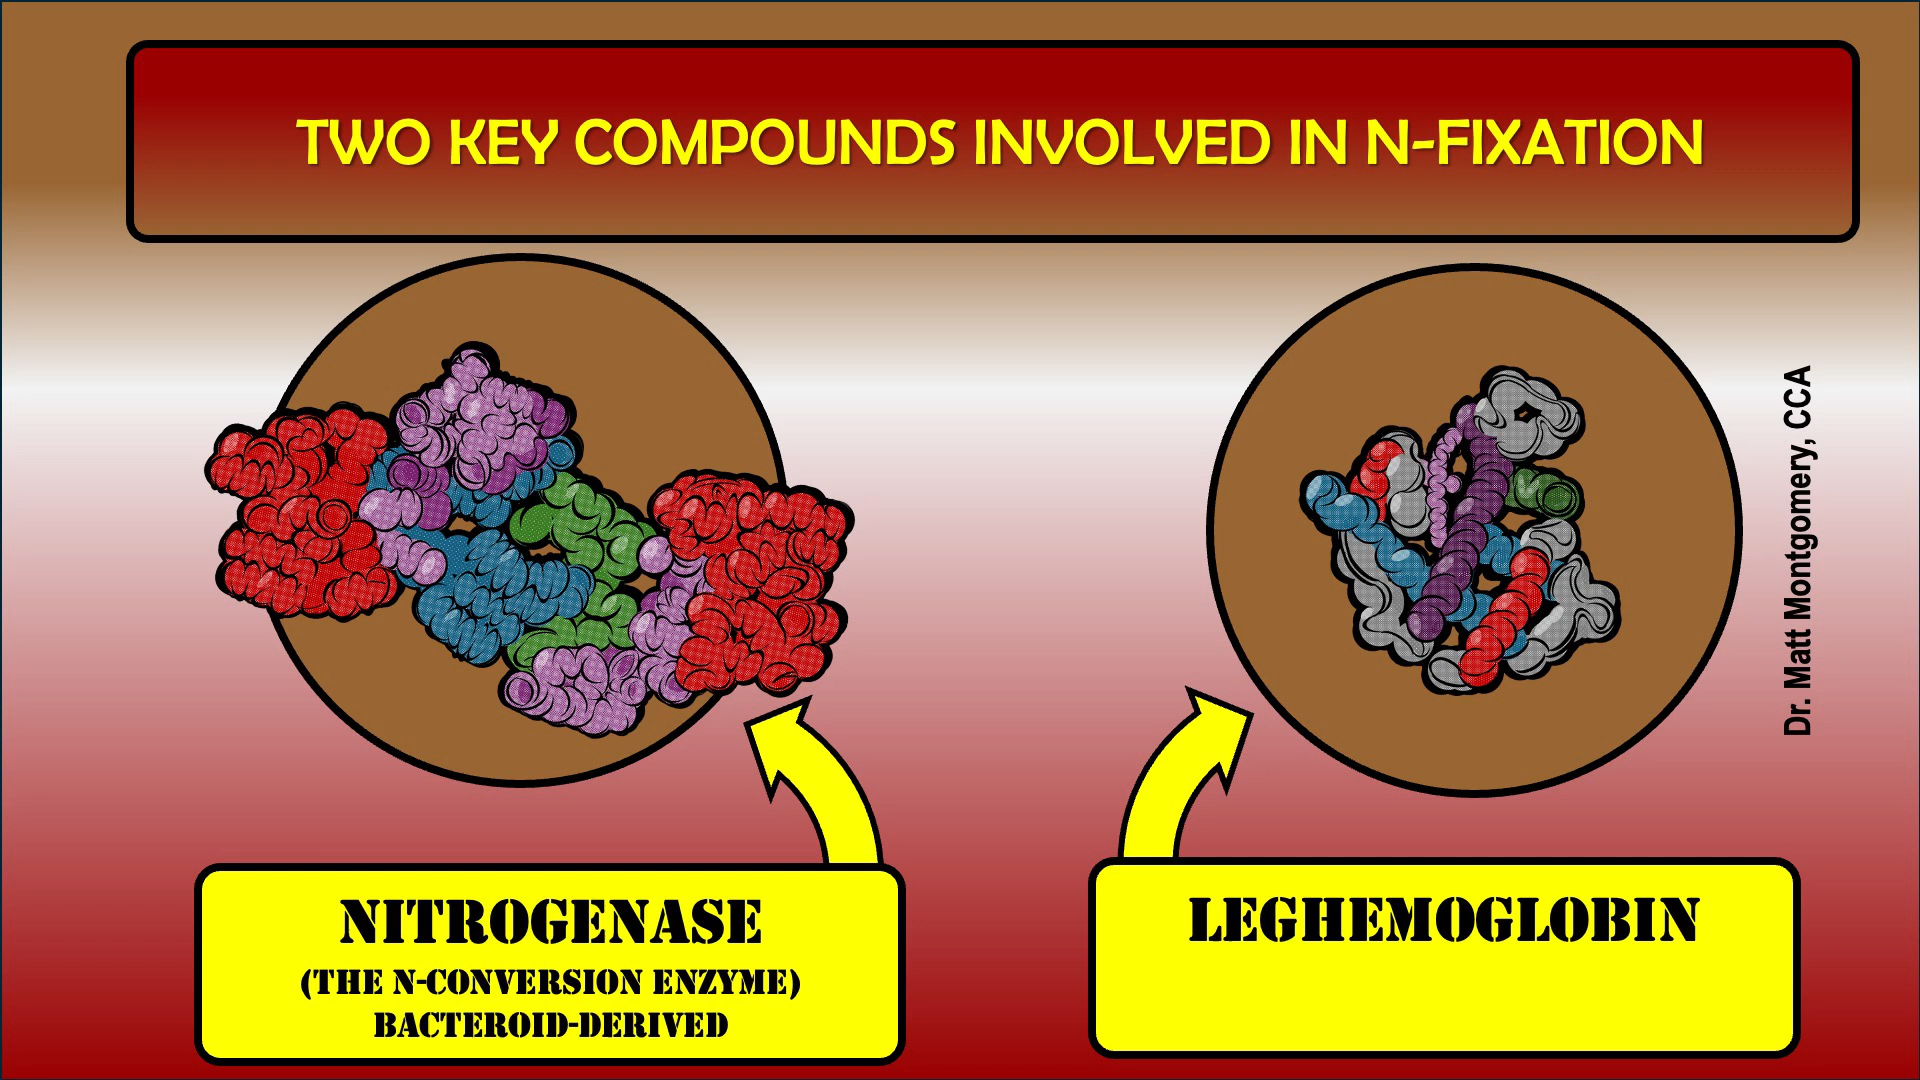 TWO KEY COMPOUNDS INVOLVED IN N-FIXATION
Dr. Matt Montgomery, CCA
NITROGENASE
(THE N-CONVERSION ENZYME)
BACTEROID-DERIVED
LEGHEMOGLOBIN